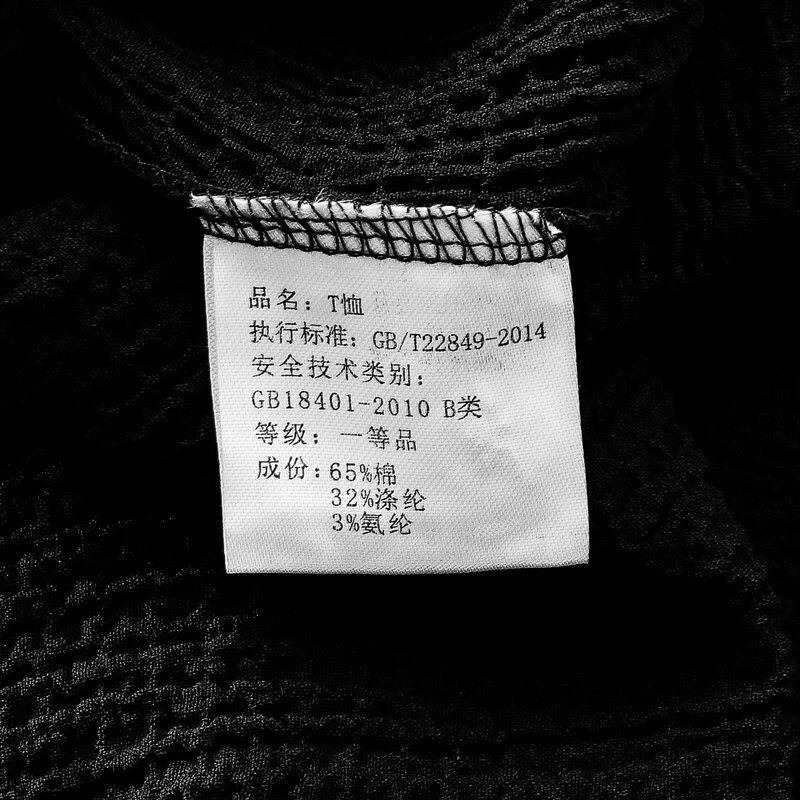 品名：T恤
执行标准：GB/T22849-2014
安全技术类别：
GB18401-2010 B类
等级：一等品
成份：65%棉
32%涤纶
3%氨纶